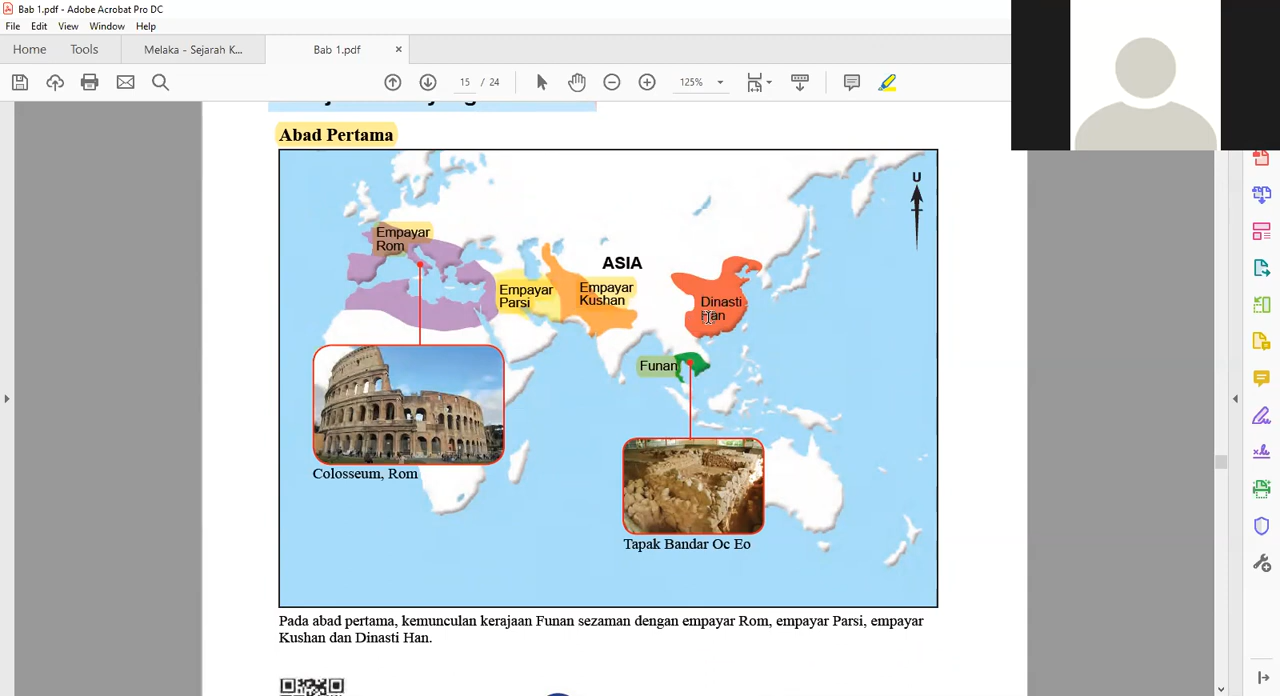 Bab 1.pdf - Adobe Acrobat Pro DC
File Edit View Window Help
Home Tools Melaka - Sejarah K... Bab 1.pdf ×
15 / 24 125%
Abad Pertama
U
Empayar
Rom
ASIA
Empayar
Parsi
Empayar
Kushan
Dinasti
Han
Funan
Colosseum, Rom
Tapak Bandar Oc Eo
Pada abad pertama, kemunculan kerajaan Funan sezaman dengan empayar Rom, empayar Parsi, empayar
Kushan dan Dinasti Han.